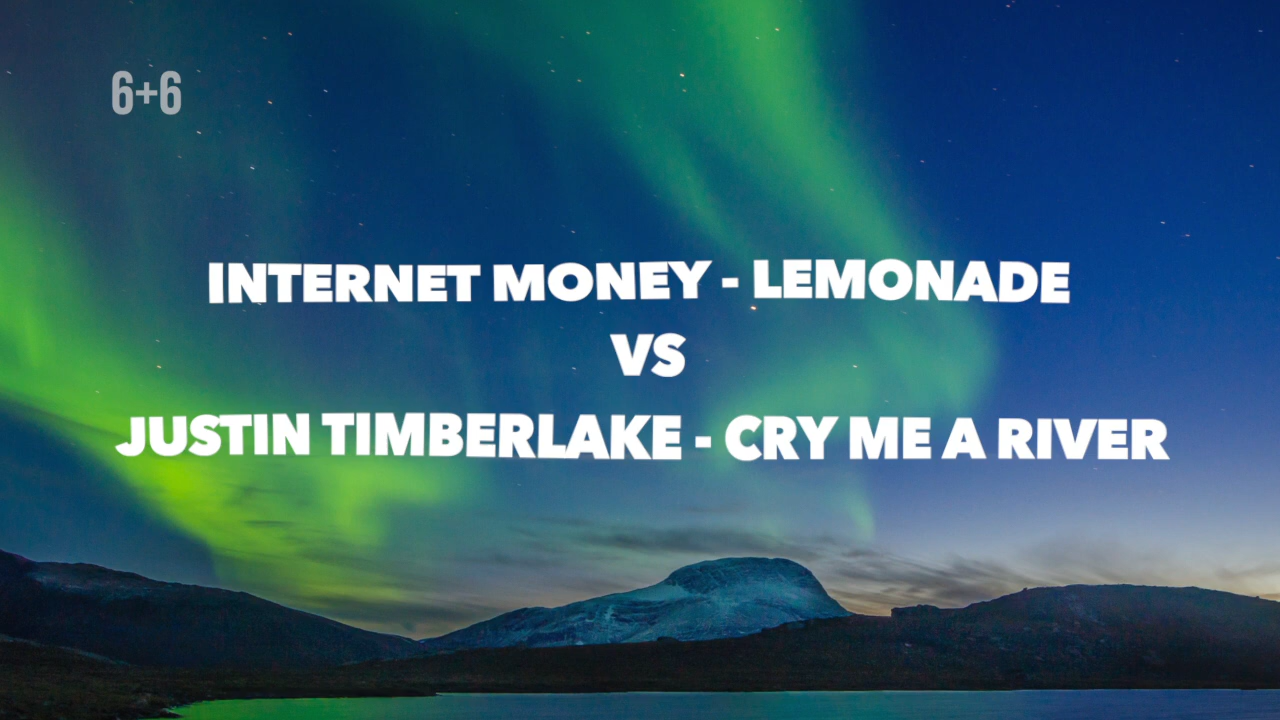 6+6
INTERNET MONEY - LEMONADE
VS
JUSTIN TIMBERLAKE - CRY ME A RIVER